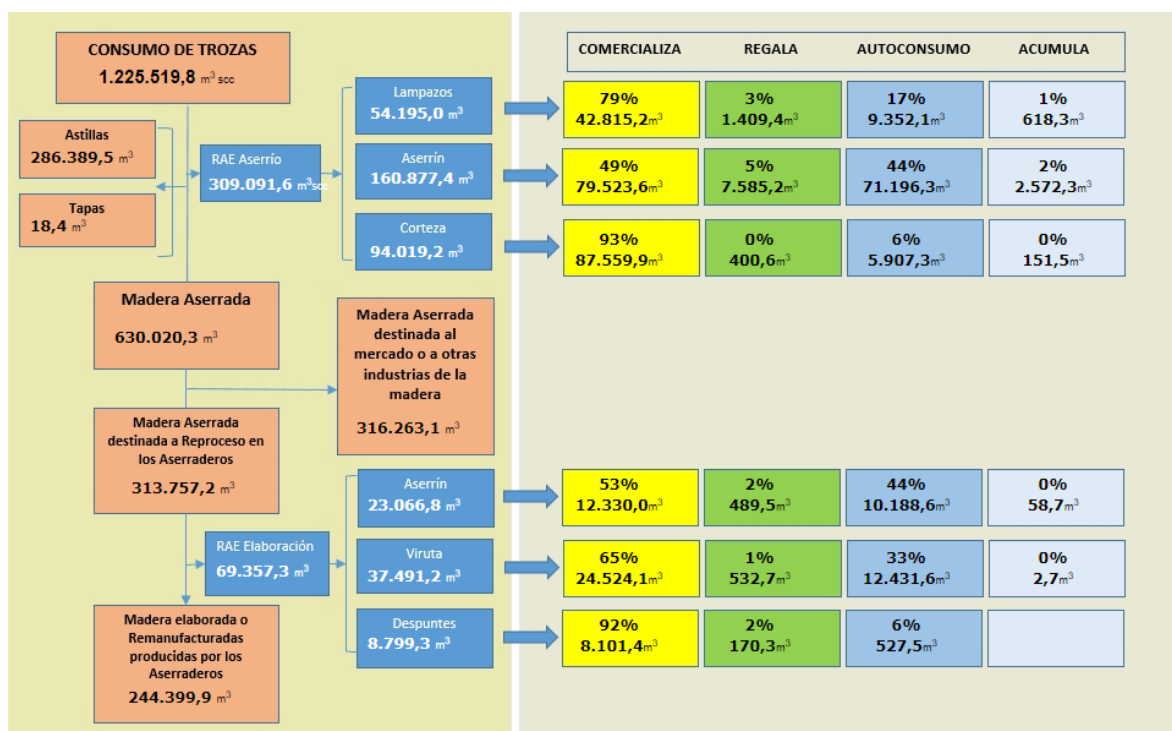 CONSUMO DE TROZAS
1.225.519,8 m³ scc
Astillas
286.389,5 m³
Tapas
18,4 m³
RAE Aserrío
309.091,6 m³scc
Lampazos
54.195,0 m³
Aserrín
160.877,4 m³
Corteza
94.019,2 m³
Madera Aserrada
630.020,3 m³
Madera Aserrada
destinada al
mercado o a otras
industrias de la
madera
316.263,1 m³
Madera Aserrada
destinada a Reproceso en
los Aserraderos
313.757,2 m³
RAE Elaboración
69.357,3 m³
Aserrín
23.066,8 m³
Viruta
37.491,2 m³
Despuntes
8.799,3 m³
Madera elaborada o
Remanufacturadas
producidas por los
Aserraderos
244.399,9 m³
COMERCIALIZA REGALA AUTOCONSUMO ACUMULA
79% 3% 17% 1%
42.815,2m³ 1.409,4m³ 9.352,1m³ 618,3m³
49% 5% 44% 2%
79.523,6m³ 7.585,2m³ 71.196,3m³ 2.572,3m³
93% 0% 6% 0%
87.559,9m³ 400,6m³ 5.907,3m³ 151,5m³
53% 2% 44% 0%
12.330,0m³ 489,5m³ 10.188,6m³ 58,7m³
65% 1% 33% 0%
24.524,1m³ 532,7m³ 12.431,6m³ 2,7m³
92% 2% 6%
8.101,4m³ 170,3m³ 527,5m³